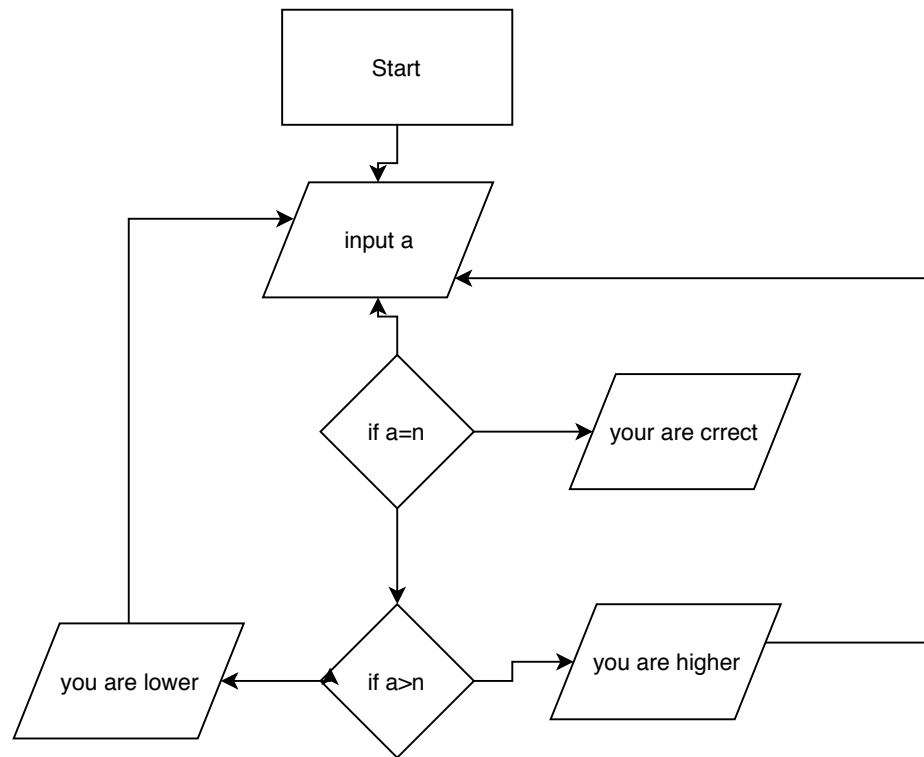 Start
input a
if a=n
your are crrect
if a>n
you are higher
you are lower